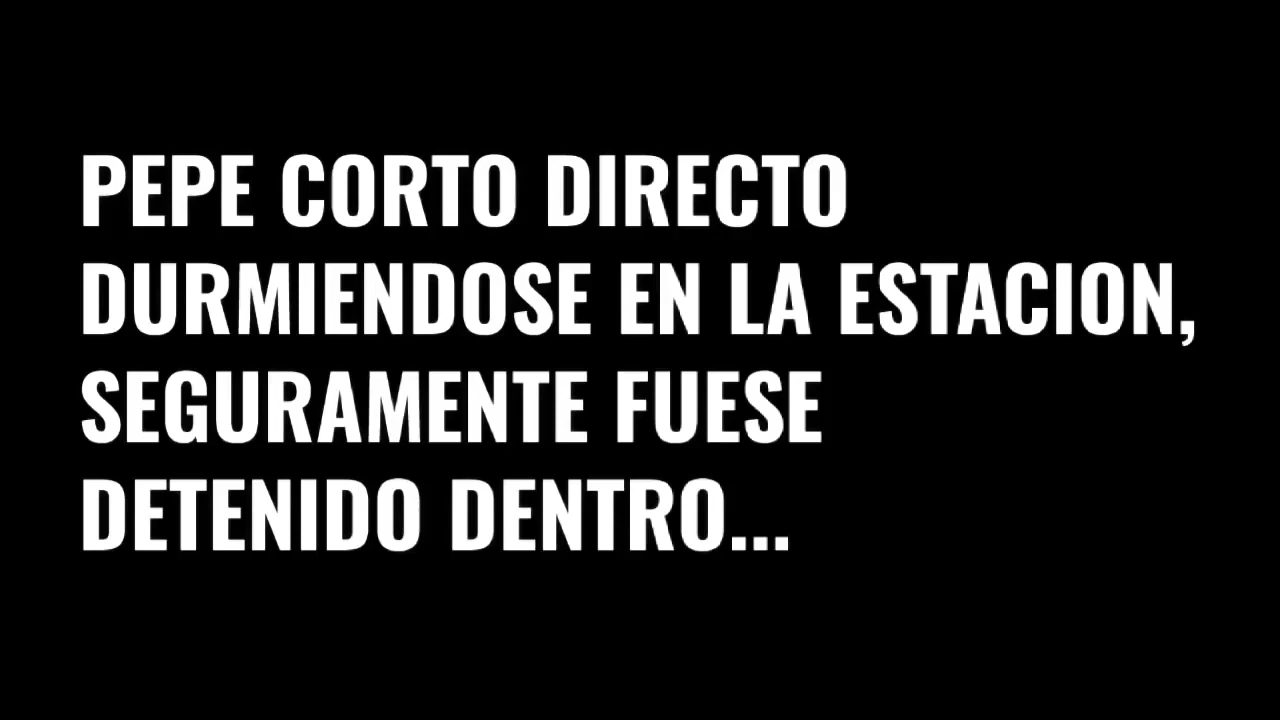 PEPE CORTO DIRECTO
DURMIENDOSE EN LA ESTACION,
SEGURAMENTE FUESE
DETENIDO DENTRO...